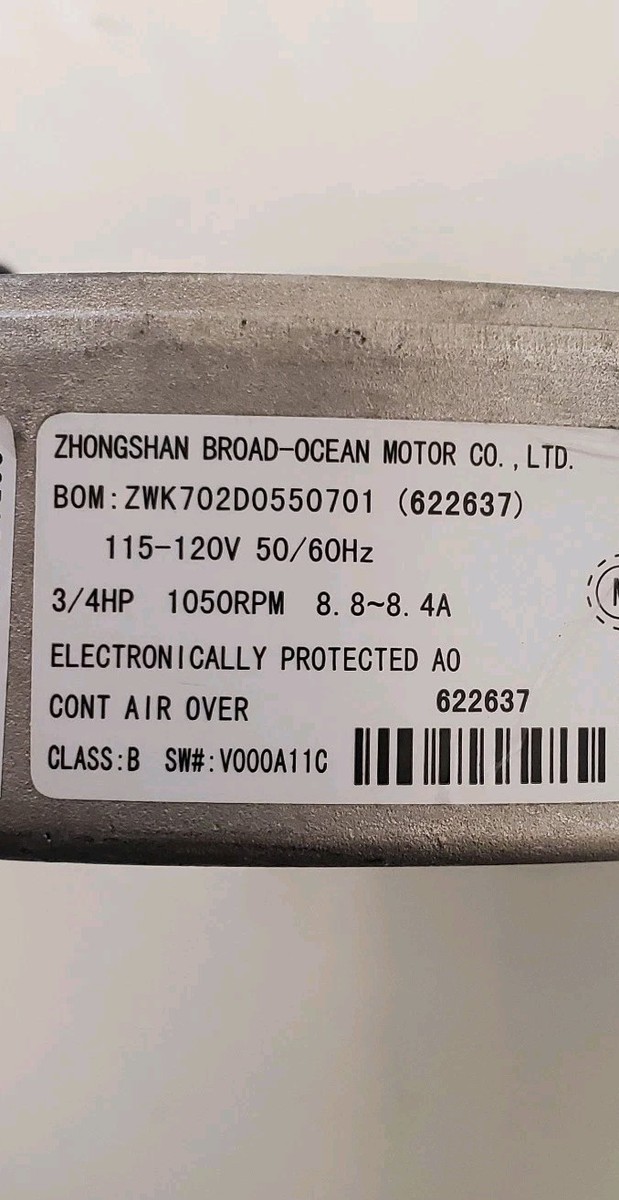 ZHONGSHAN BROAD-OCEAN MOTOR CO., LTD.
BOM:ZWK702D0550701 (622637)
115-120V 50/60Hz
3/4HP 1050RPM 8.8~8.4A
ELECTRONICALLY PROTECTED AO
CONT AIR OVER 622637
CLASS:B SW#:V000A11C